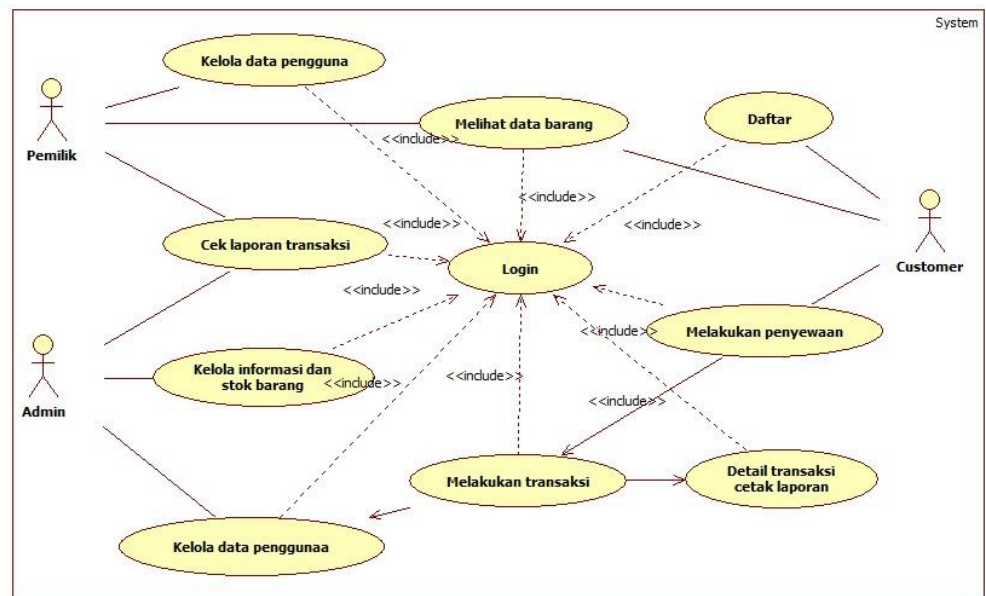 System
Kelola data pengguna
Melihat data barang
Daftar
<<include>>
Pemilik
<<include>>
<<include>>
<<include>>
Cek laporan transaksi
Login
Customer
<<include>>
Melakukan penyewaan
<<include>>
Kelola informasi dan
stok barang
<<include>>
<<include>>
<<include>>
Admin
Melakukan transaksi
Detail transaksi
cetak laporan
Kelola data penggunaa